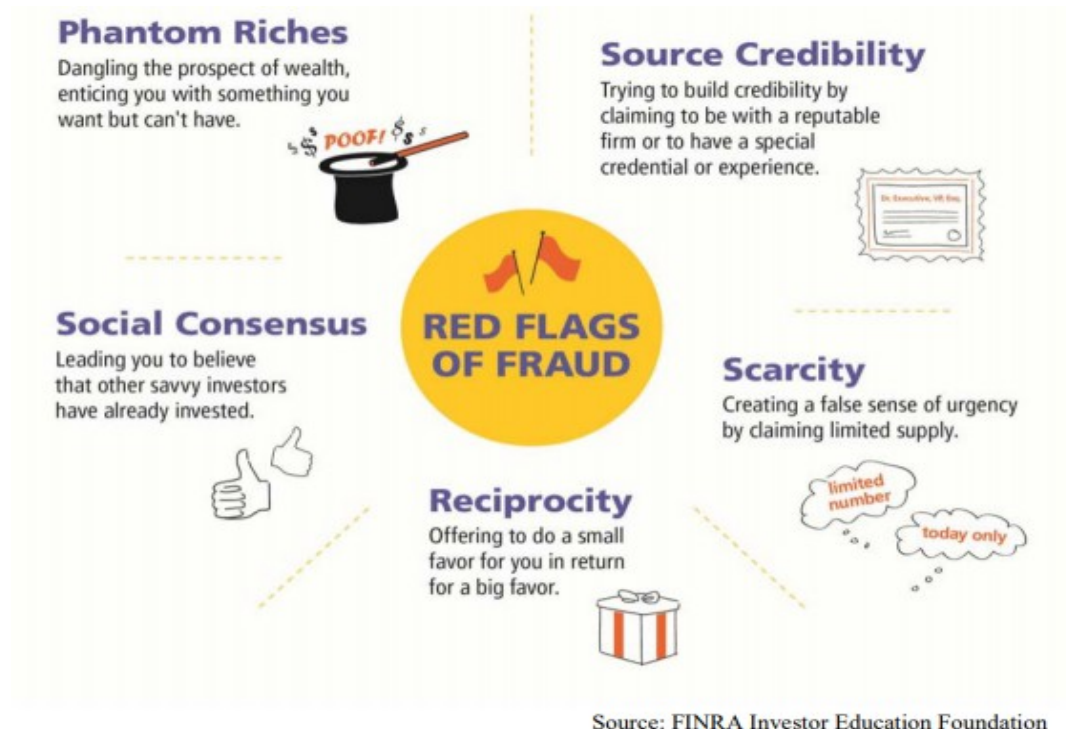 Phantom Riches
Dangling the prospect of wealth,
enticing you with something you
want but can't have.
POOF!
Source Credibility
Trying to build credibility by
claiming to be with a reputable
firm or to have a special
credential or experience.
Dr. Executive, VP, Esq.
RED FLAGS
OF FRAUD
Social Consensus
Leading you to believe
that other savvy investors
have already invested.
Scarcity
Creating a false sense of urgency
by claiming limited supply.
limited
number
today only
Reciprocity
Offering to do a small
favor for you in return
for a big favor.
Source: FINRA Investor Education Foundation